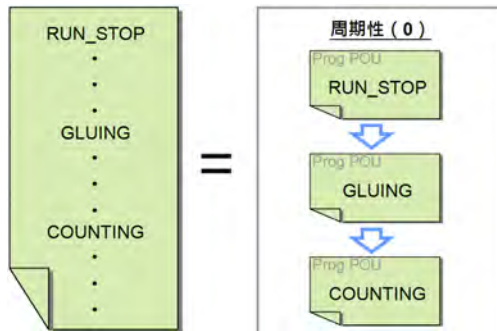 RUN_STOP
GLUING
COUNTING
=
周期性（0）
Prog POU
RUN_STOP
Prog POU
GLUING
Prog POU
COUNTING